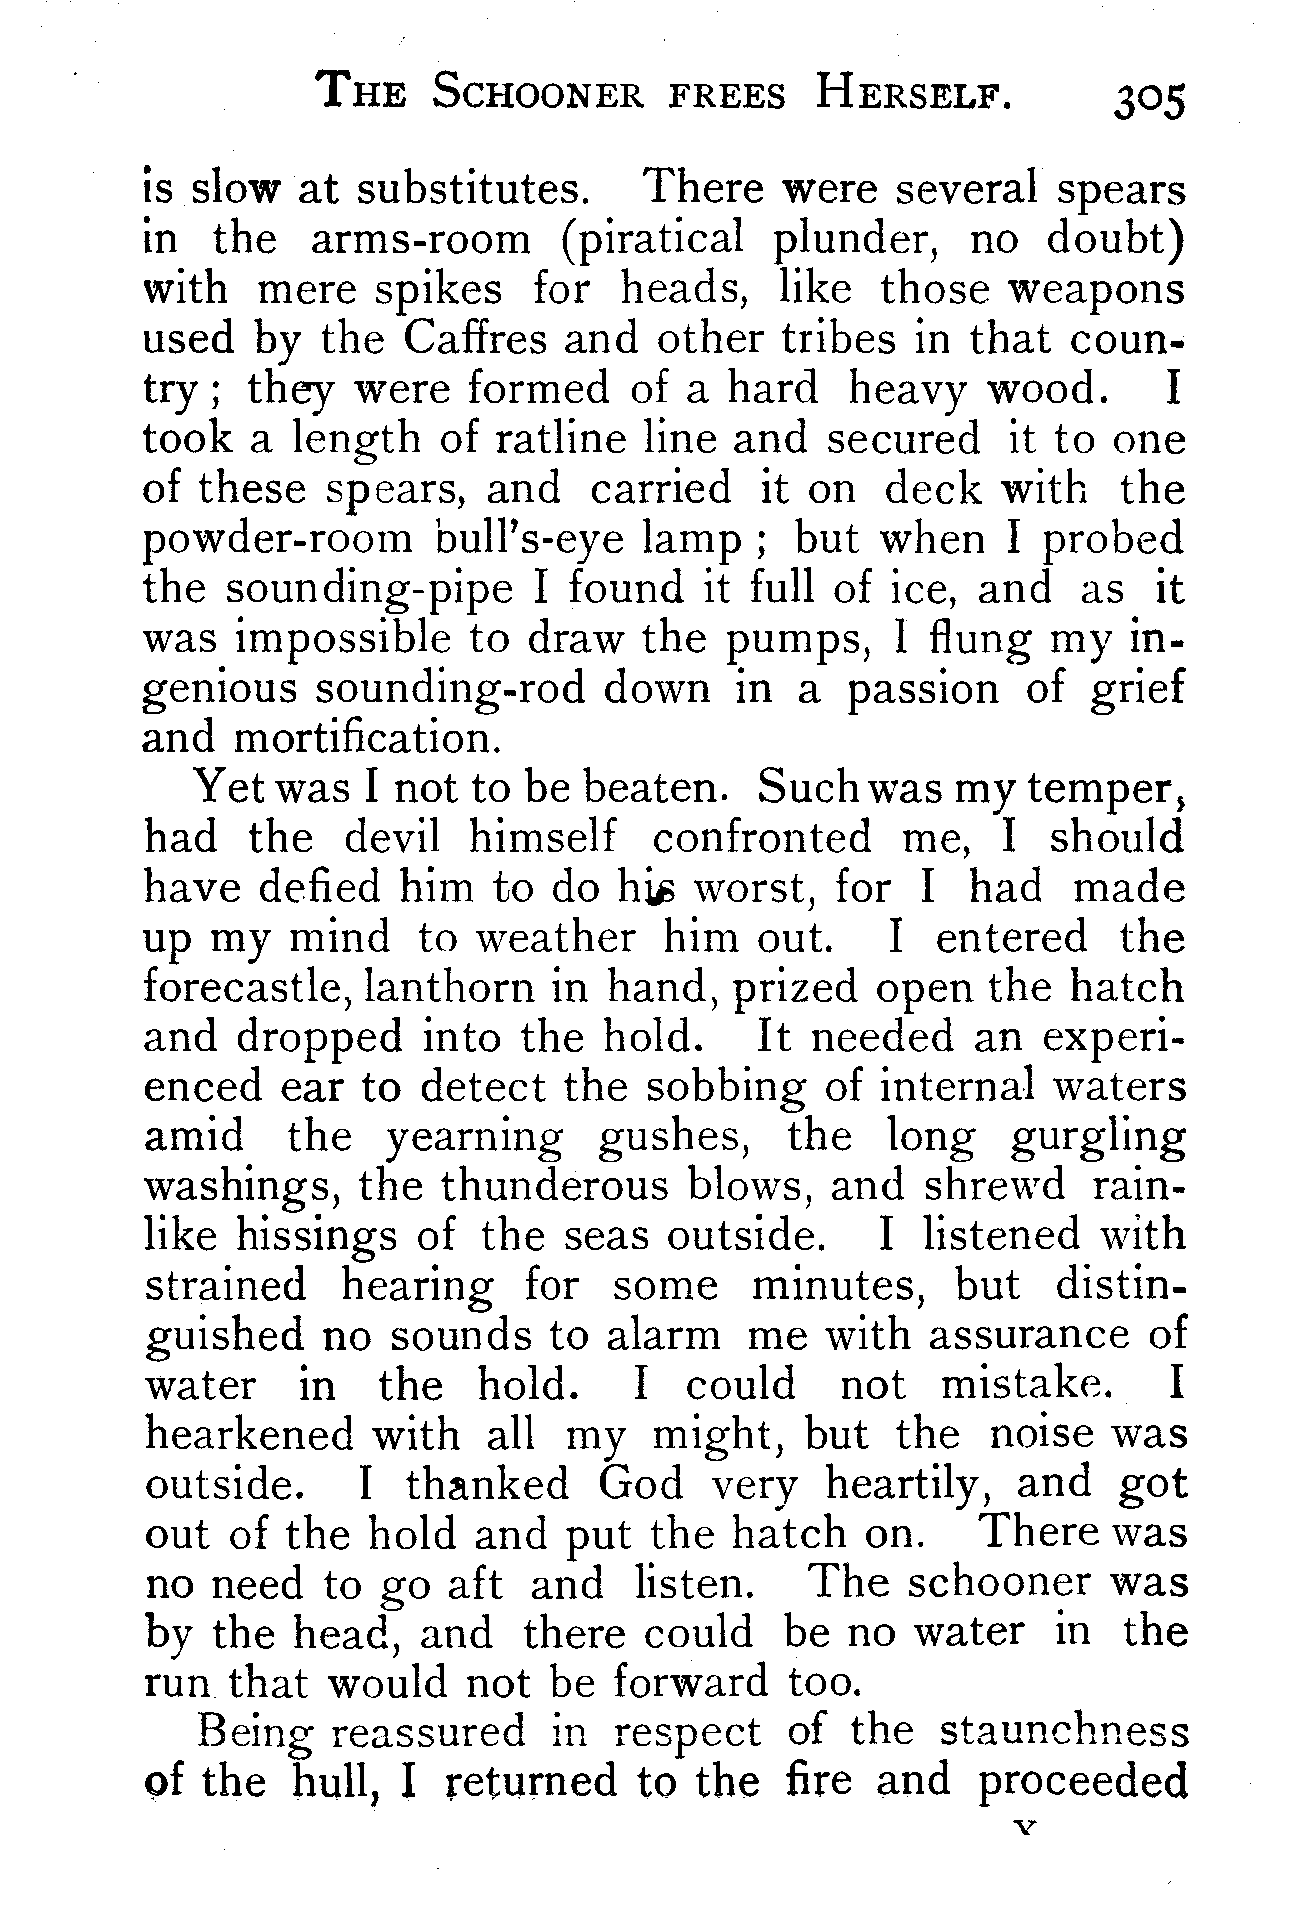 THE SCHOONER FREES HERSELF. 305
is slow at substitutes. There were several spears
in the arms-room (piratical plunder, no doubt)
with mere spikes for heads, like those weapons
used by the Caffres and other tribes in that coun-
try ; they were formed of a hard heavy wood. I
took a length of ratline line and secured it to one
of these spears, and carried it on deck with the
powder-room bull's-eye lamp ; but when I probed
the sounding-pipe I found it full of ice, and as it
was impossible to draw the pumps, I flung my in-
genious sounding-rod down in a passion of grief
and mortification.
Yet was I not to be beaten. Such was my temper,
had the devil himself confronted me, I should
have defied him to do his worst, for I had made
up my mind to weather him out. I entered the
forecastle, lanthorn in hand, prized open the hatch
and dropped into the hold. It needed an experi-
enced ear to detect the sobbing of internal waters
amid the yearning gushes, the long gurgling
washings, the thunderous blows, and shrewd rain-
like hissings of the seas outside. I listened with
strained hearing for some minutes, but distin-
guished no sounds to alarm me with assurance of
water in the hold. I could not mistake. I
hearkened with all my might, but the noise was
outside. I thanked God very heartily, and got
out of the hold and put the hatch on. There was
no need to go aft and listen. The schooner was
by the head, and there could be no water in the
run that would not be forward too.
Being reassured in respect of the staunchness
of the hull, I returned to the fire and proceeded
V